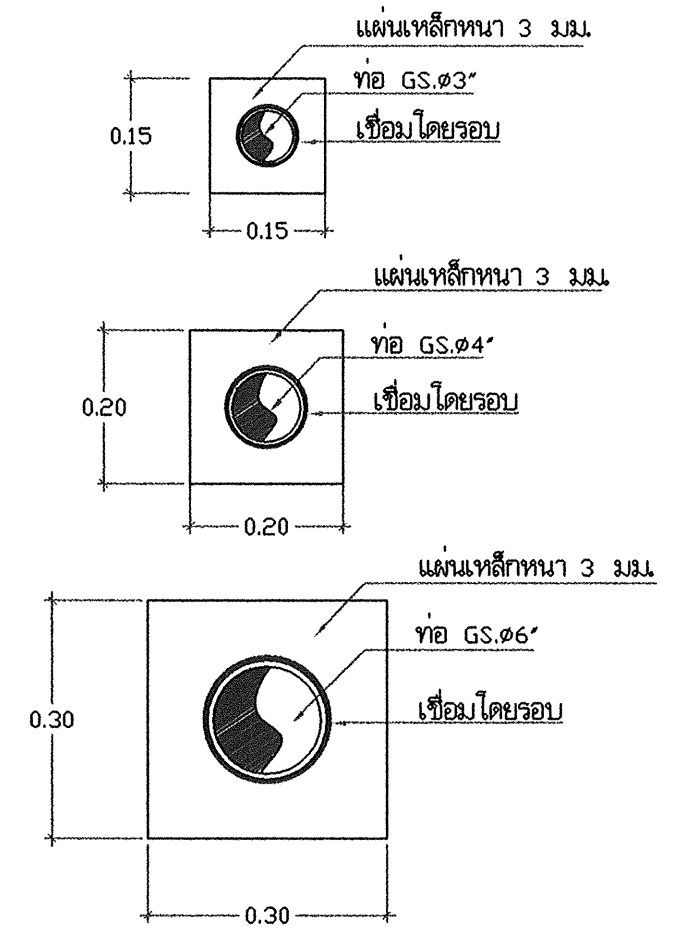 แผ่นเหล็กหนา 3 มม.
ท่อ GS.ø3"
0.15
เชื่อมโดยรอบ
0.15
แผ่นเหล็กหนา 3 มม.
ท่อ GS.ø4"
0.20
เชื่อมโดยรอบ
0.20
แผ่นเหล็กหนา 3 มม.
ท่อ GS.ø6"
0.30
เชื่อมโดยรอบ
0.30